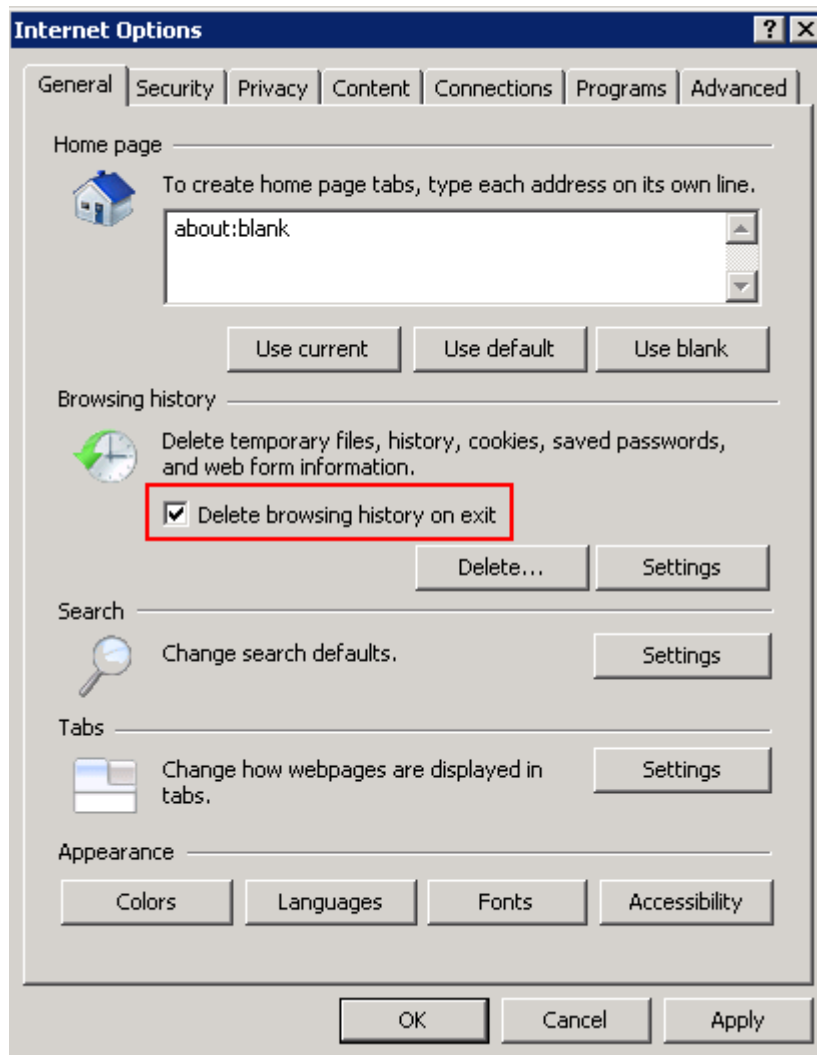 Internet Options
General Security Privacy Content Connections Programs Advanced
Home page
To create home page tabs, type each address on its own line.
about:blank
Use current Use default Use blank
Browsing history
Delete temporary files, history, cookies, saved passwords,
and web form information.
Delete browsing history on exit
Delete... Settings
Search
Change search defaults. Settings
Tabs
Change how webpages are displayed in
tabs.
Settings
Appearance
Colors Languages Fonts Accessibility
OK Cancel Apply